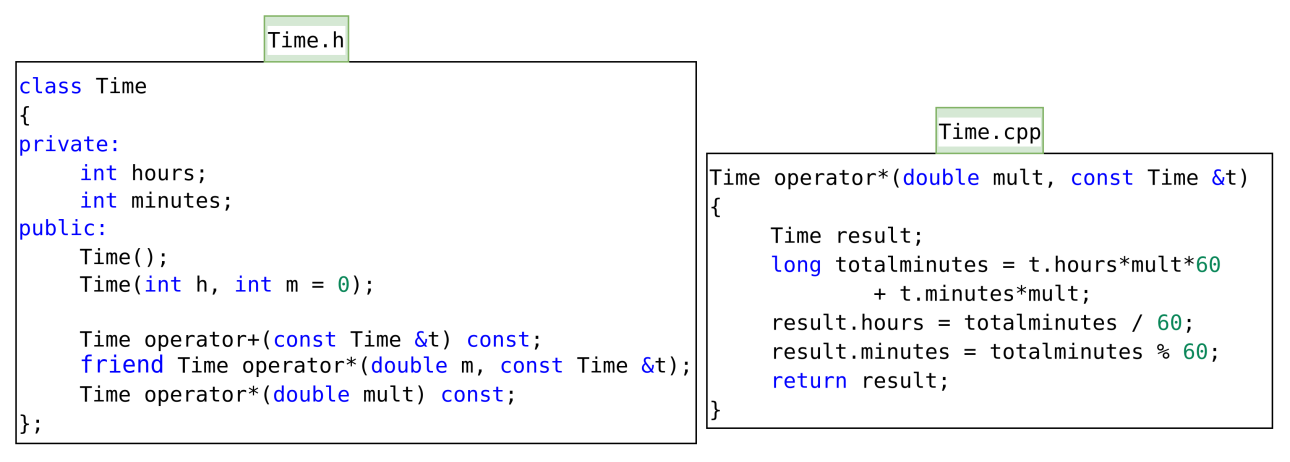 Time.h
class Time
{
private:
int hours;
int minutes;
public:
Time();
Time(int h, int m = 0);
Time operator+(const Time &t) const;
friend Time operator*(double m, const Time &t);
Time operator*(double mult) const;
};
Time.cpp
Time operator*(double mult, const Time &t)
{
Time result;
long totalminutes = t.hours*mult*60
+ t.minutes*mult;
result.hours = totalminutes / 60;
result.minutes = totalminutes % 60;
return result;
}